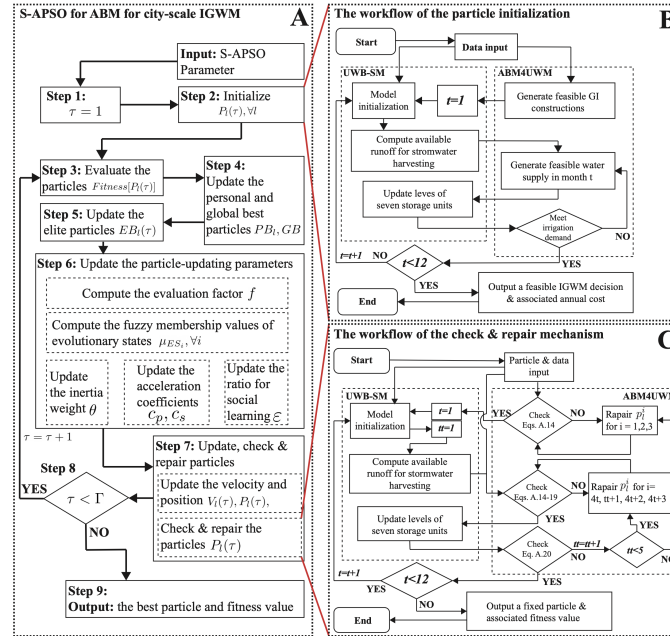 S-APSO for ABM for city-scale IGWM
A
Input: S-APSO
Parameter
Step 1:
τ = 1
Step 2: Initialize
P_l(τ), ∀l
Step 3: Evaluate the
particles Fitness[P_l(τ)]
Step 4:
Update the
personal and
global best
particles PB_l, GB
Step 5: Update the
elite particles EB_l(τ)
Step 6: Update the particle-updating parameters
Compute the evaluation factor f
Compute the fuzzy membership values of
evolutionary states μ_{ES_i}, ∀i
Update
the inertia
weight θ
Update the
acceleration
coefficients
c_p, c_s
Update the
ratio for
social
learning ε
τ = τ + 1
Step 7: Update, check &
repair particles
Update the velocity and
position V_l(τ), P_l(τ),
Check & repair the
particles P_l(τ)
Step 8
YES
τ < Γ
NO
Step 9:
Output: the best particle and fitness value
The workflow of the particle initialization
B
Start
Data input
UWB-SM
ABM4UWM
Model
initialization
t=1
Generate feasible GI
constructions
Compute available
runoff for stromwater
harvesting
Generate feasible water
supply in month t
Update leves of
seven storage units
Meet
irrigation
demand
NO
YES
t=t+1
NO
t<12
YES
Output a feasible IGWM decision
& associated annual cost
End
The workflow of the check & repair mechanism
C
Start
Particle & data
input
UWB-SM
ABM4UWM
Model
initialization
t=1
tt=1
YES
Check
Eqs. A.14
NO
Rapair p_l^i
for i = 1,2,3
Compute available
runoff for stormwater
harvesting
Check
Eqs. A.14-19
NO
Rapair p_l^i for i=
4t, tt+1, 4t+2, 4t+3
YES
Update levels of
seven storage units
Check
Eq. A.20
tt=tt+1
NO
YES
tt<5
NO
YES
t=t+1
YES
t<12
NO
Output a fixed particle &
associated fitness value
End